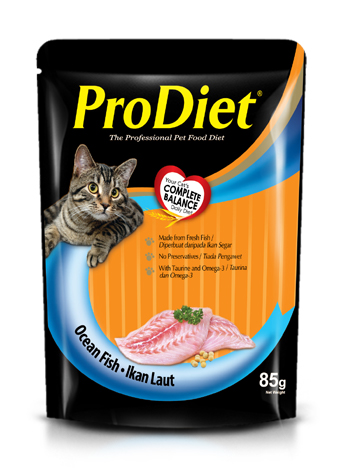 ProDiet®
The Professional Pet Food Diet
Your Cat's
COMPLETE
BALANCE
Daily Diet
Made from Fresh Fish /
Diperbuat daripada Ikan Segar
No Preservatives / Tiada Pengawet
With Taurine and Omega-3 / Taurina
dan Omega-3
Ocean Fish • Ikan Laut
85g
Net Weight